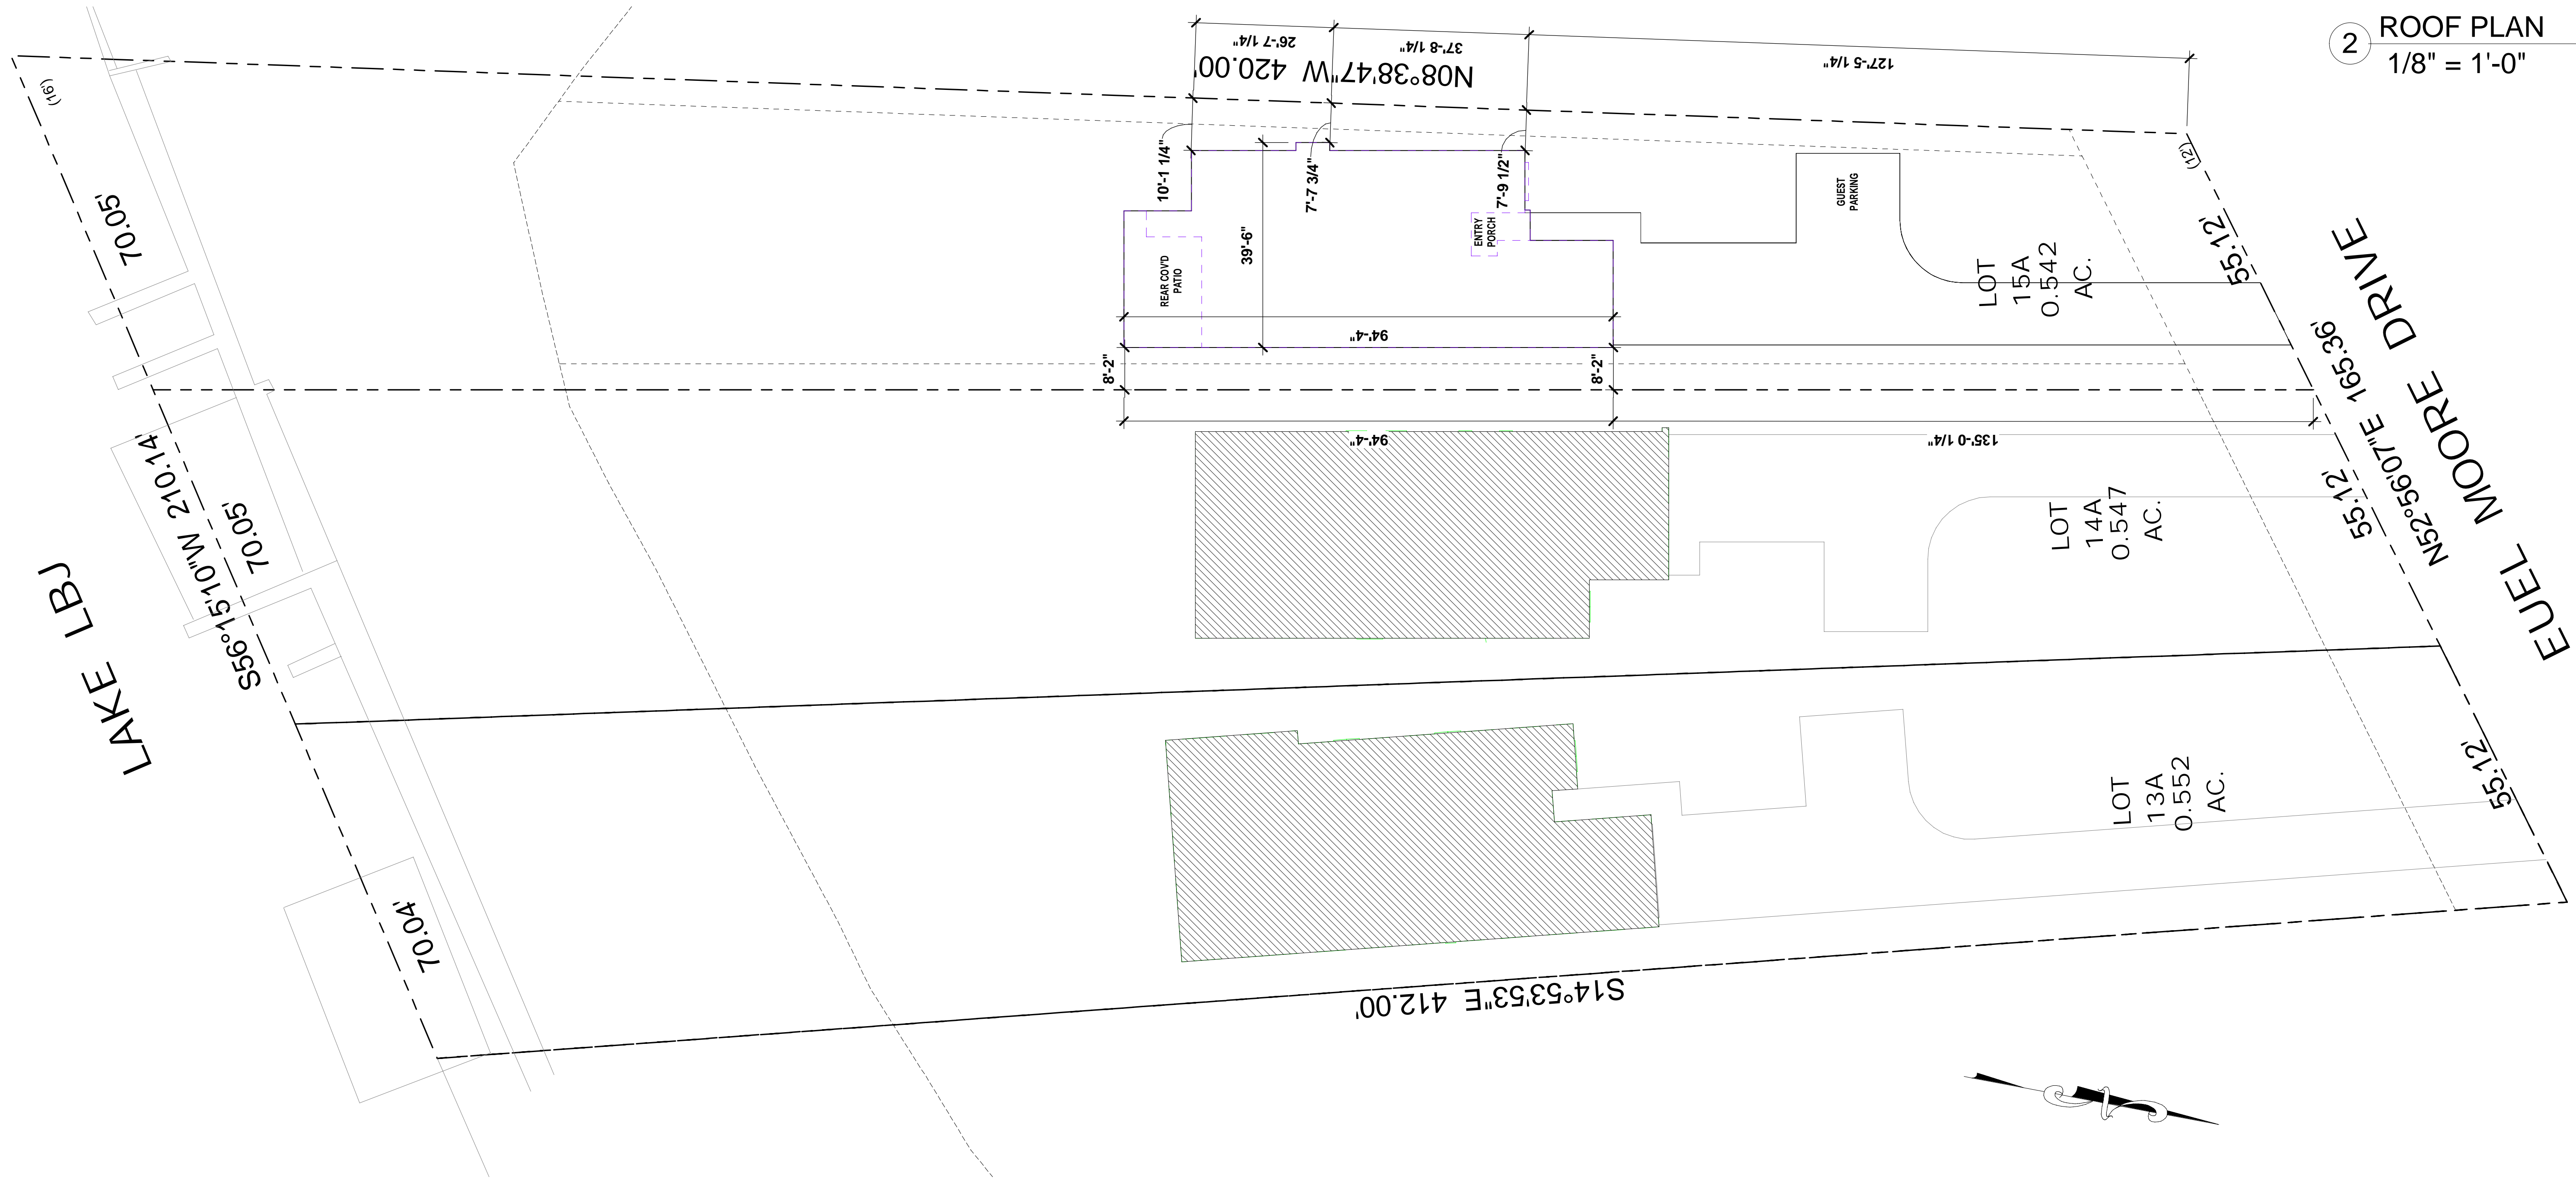 2
ROOF PLAN
1/8" = 1'-0"
26'-7 1/4"
37'-8 1/4"
127'-5 1/4"
N08°38'47"W 420.00'
(16')
(12')
10'-1 1/4"
7'-7 3/4"
7'-9 1/2"
39'-6"
REAR COV'D
PATIO
ENTRY
PORCH
GUEST
PARKING
LOT
15A
0.542
AC.
70.05'
55.12'
94'-4"
8'-2"
8'-2"
94'-4"
135'-0 1/4"
LAKE LBJ
S56°15'10"W 210.14'
70.05'
LOT
14A
0.547
AC.
55.12'
N52°56'07"E 165.36'
EUEL MOORE DRIVE
LOT
13A
0.552
AC.
55.12'
70.04'
S14°53'53"E 412.00'
N